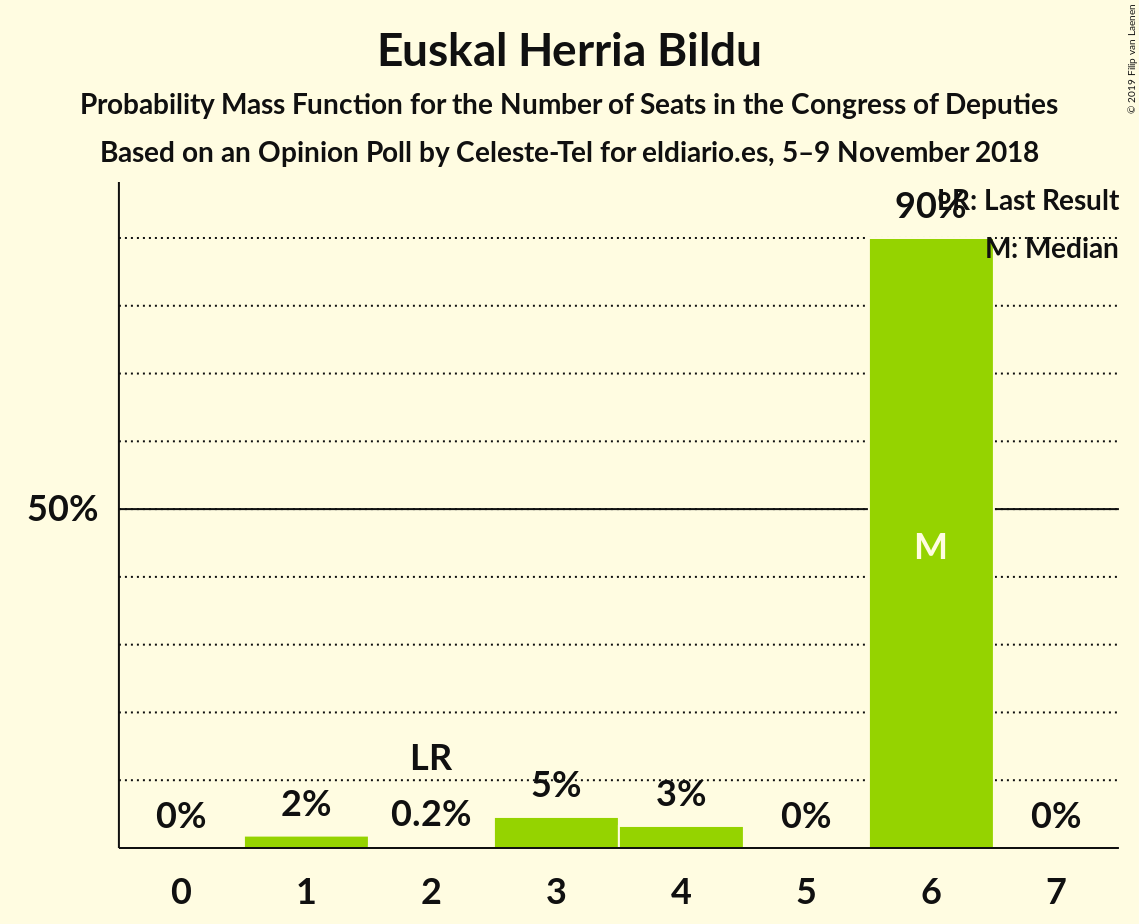 Euskal Herria Bildu
Probability Mass Function for the Number of Seats in the Congress of Deputies
Based on an Opinion Poll by Celeste-Tel for eldiario.es, 5–9 November 2018
© 2019 Filip van Laenen
LR: Last Result
M: Median
90%
50%
M
LR
0%
2%
0.2%
5%
3%
0%
0%
0 1 2 3 4 5 6 7